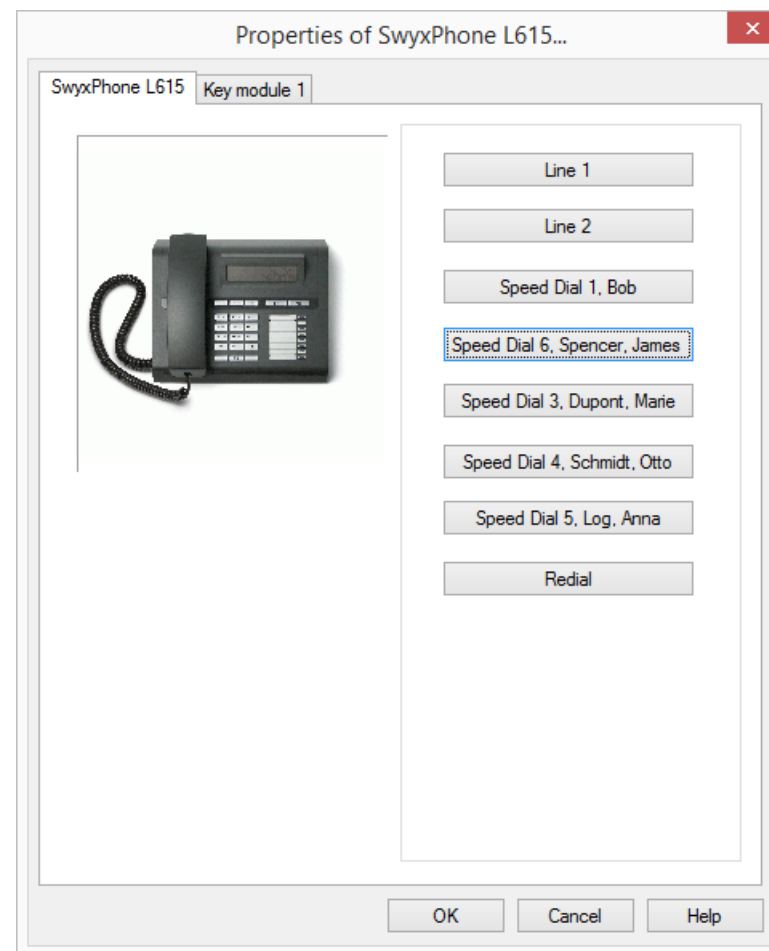 Properties of SwyxPhone L615...
SwyxPhone L615
Key module 1
Line 1
Line 2
Speed Dial 1, Bob
Speed Dial 6, Spencer, James
Speed Dial 3, Dupont, Marie
Speed Dial 4, Schmidt, Otto
Speed Dial 5, Log, Anna
Redial
OK
Cancel
Help